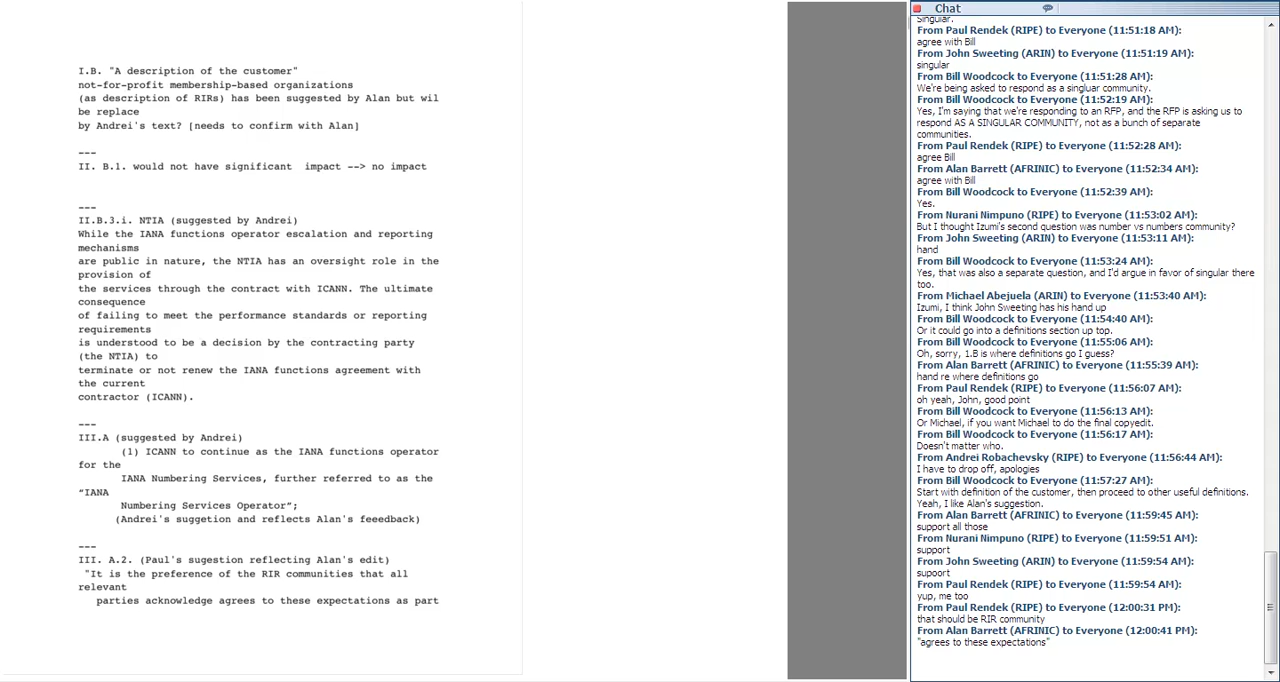 I.B. "A description of the customer"
not-for-profit membership-based organizations
(as description of RIRs) has been suggested by Alan but wil
be replace
by Andrei's text? [needs to confirm with Alan]
---
II. B.1. would not have significant  impact --> no impact
---
II.B.3.i. NTIA (suggested by Andrei)
While the IANA functions operator escalation and reporting
mechanisms
are public in nature, the NTIA has an oversight role in the
provision of
the services through the contract with ICANN. The ultimate
consequence
of failing to meet the performance standards or reporting
requirements
is understood to be a decision by the contracting party
(the NTIA) to
terminate or not renew the IANA functions agreement with
the current
contractor (ICANN).
---
III.A (suggested by Andrei)
(1) ICANN to continue as the IANA functions operator
for the
IANA Numbering Services, further referred to as the
“IANA
Numbering Services Operator”;
(Andrei's suggetion and reflects Alan's feeedback)
---
III. A.2. (Paul's sugestion reflecting Alan's edit)
"It is the preference of the RIR communities that all
relevant
parties acknowledge agrees to these expectations as part
Chat
Singular.
From Paul Rendek (RIPE) to Everyone (11:51:18 AM):
agree with Bill
From John Sweeting (ARIN) to Everyone (11:51:19 AM):
singular
From Bill Woodcock to Everyone (11:51:28 AM):
We're being asked to respond as a singluar community.
From Bill Woodcock to Everyone (11:52:19 AM):
Yes, I'm saying that we're responding to an RFP, and the RFP is asking us to
respond AS A SINGULAR COMMUNITY, not as a bunch of separate
communities.
From Paul Rendek (RIPE) to Everyone (11:52:28 AM):
agree Bill
From Alan Barrett (AFRINIC) to Everyone (11:52:34 AM):
agree with Bill
From Bill Woodcock to Everyone (11:52:39 AM):
Yes.
From Nurani Nimpuno (RIPE) to Everyone (11:53:02 AM):
But I thought Izumi's second question was number vs numbers community?
From John Sweeting (ARIN) to Everyone (11:53:11 AM):
hand
From Bill Woodcock to Everyone (11:53:24 AM):
Yes, that was also a separate question, and I'd argue in favor of singular there
too.
From Michael Abejuela (ARIN) to Everyone (11:53:40 AM):
Izumi, I think John Sweeting has his hand up
From Bill Woodcock to Everyone (11:54:40 AM):
Or it could go into a definitions section up top.
From Bill Woodcock to Everyone (11:55:06 AM):
Oh, sorry, 1.B is where definitions go I guess?
From Alan Barrett (AFRINIC) to Everyone (11:55:39 AM):
hand re where definitions go
From Paul Rendek (RIPE) to Everyone (11:56:07 AM):
oh yeah, John, good point
From Bill Woodcock to Everyone (11:56:13 AM):
Or Michael, if you want Michael to do the final copyedit.
From Bill Woodcock to Everyone (11:56:17 AM):
Doesn't matter who.
From Andrei Robachevsky (RIPE) to Everyone (11:56:44 AM):
I have to drop off, apologies
From Bill Woodcock to Everyone (11:57:27 AM):
Start with definition of the customer, then proceed to other useful definitions.
Yeah, I like Alan's suggestion.
From Alan Barrett (AFRINIC) to Everyone (11:59:45 AM):
support all those
From Nurani Nimpuno (RIPE) to Everyone (11:59:51 AM):
support
From John Sweeting (ARIN) to Everyone (11:59:54 AM):
supoort
From Paul Rendek (RIPE) to Everyone (11:59:54 AM):
yup, me too
From Paul Rendek (RIPE) to Everyone (12:00:31 PM):
that should be RIR community
From Alan Barrett (AFRINIC) to Everyone (12:00:41 PM):
"agrees to these expectations"